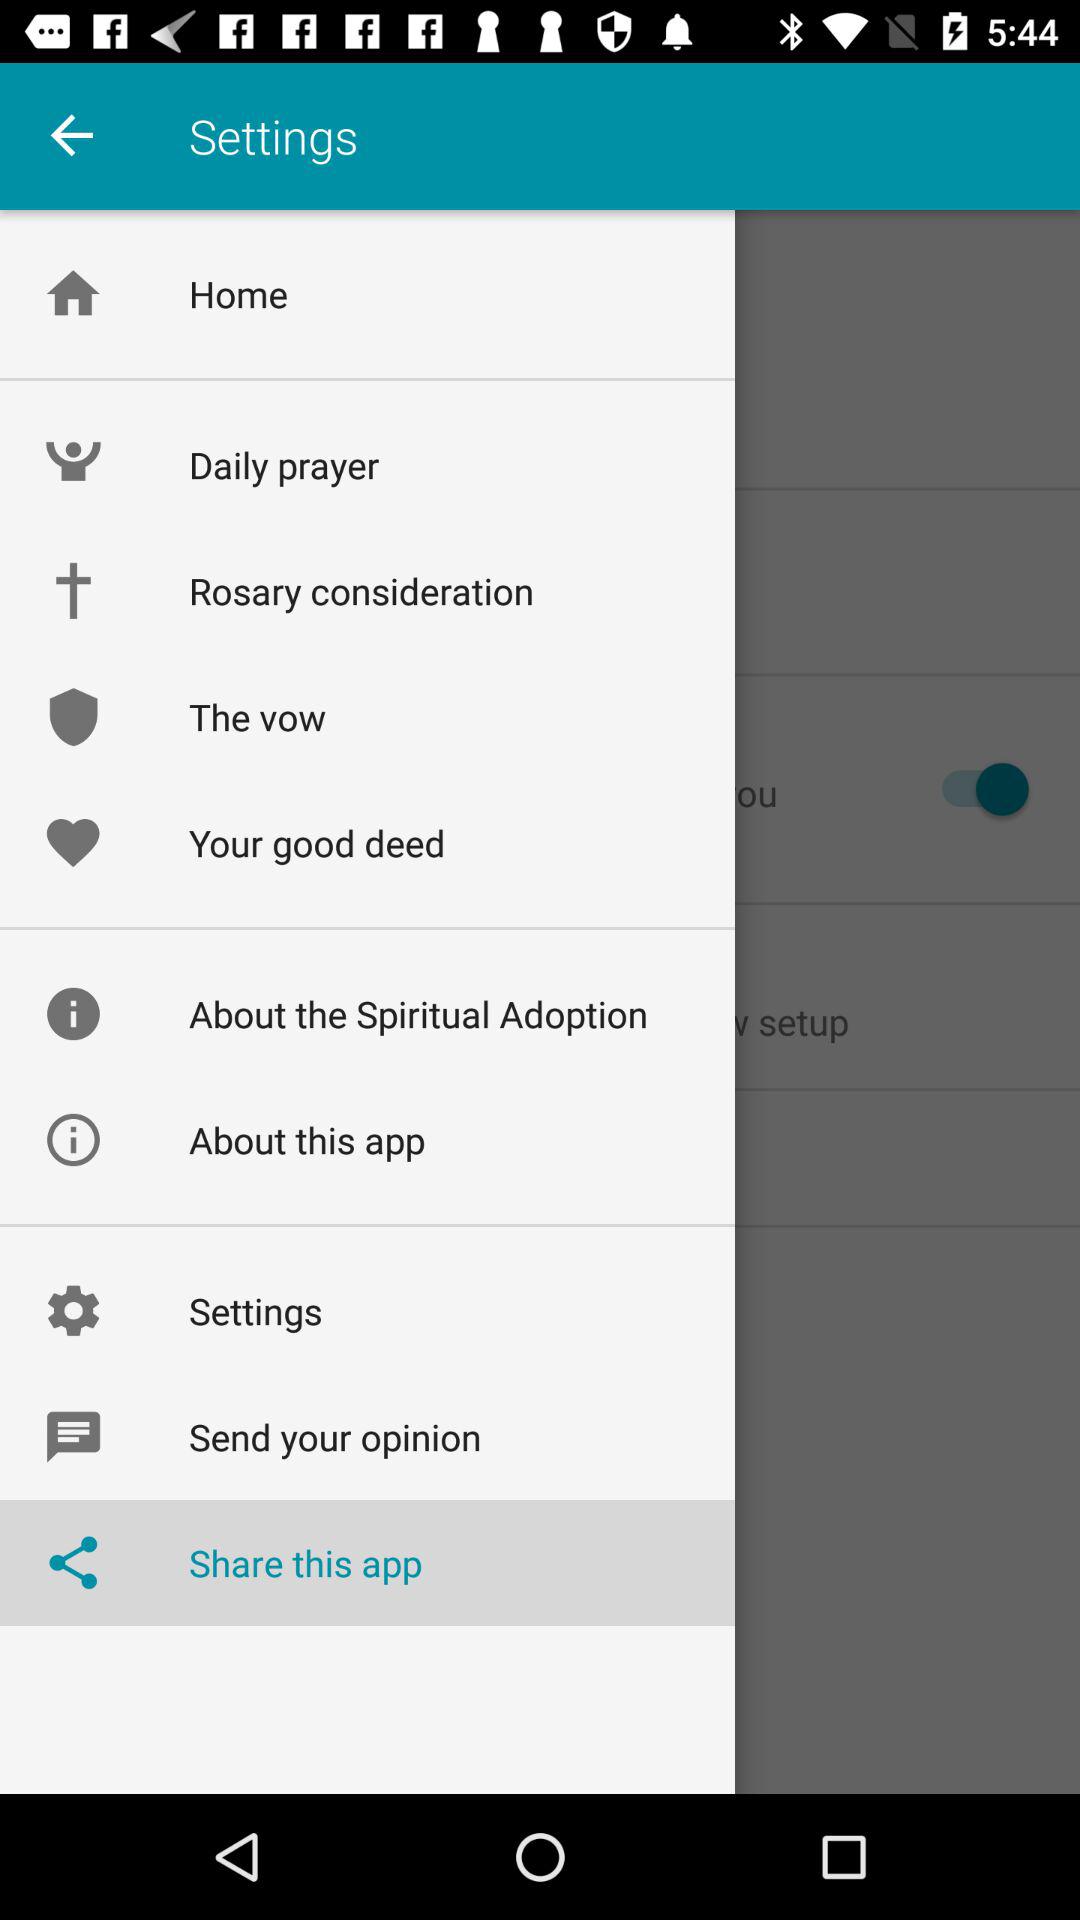 5:44
Settings
Home
Daily prayer
Rosary consideration
The vow
ou
Your good deed
About the Spiritual Adoption
setup
About this app
Settings
Send your opinion
Share this app